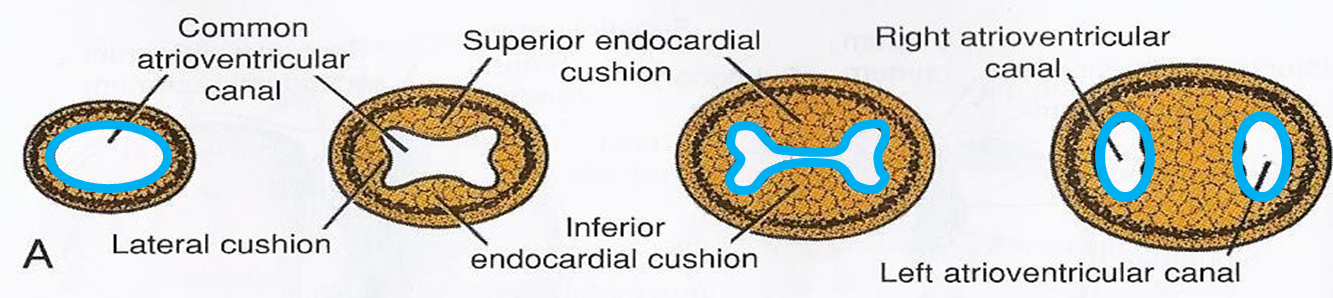 Common
atrioventricular
canal
Superior endocardial
cushion
Right atrioventricular
canal
A
Lateral cushion
Inferior
endocardial cushion
Left atrioventricular canal